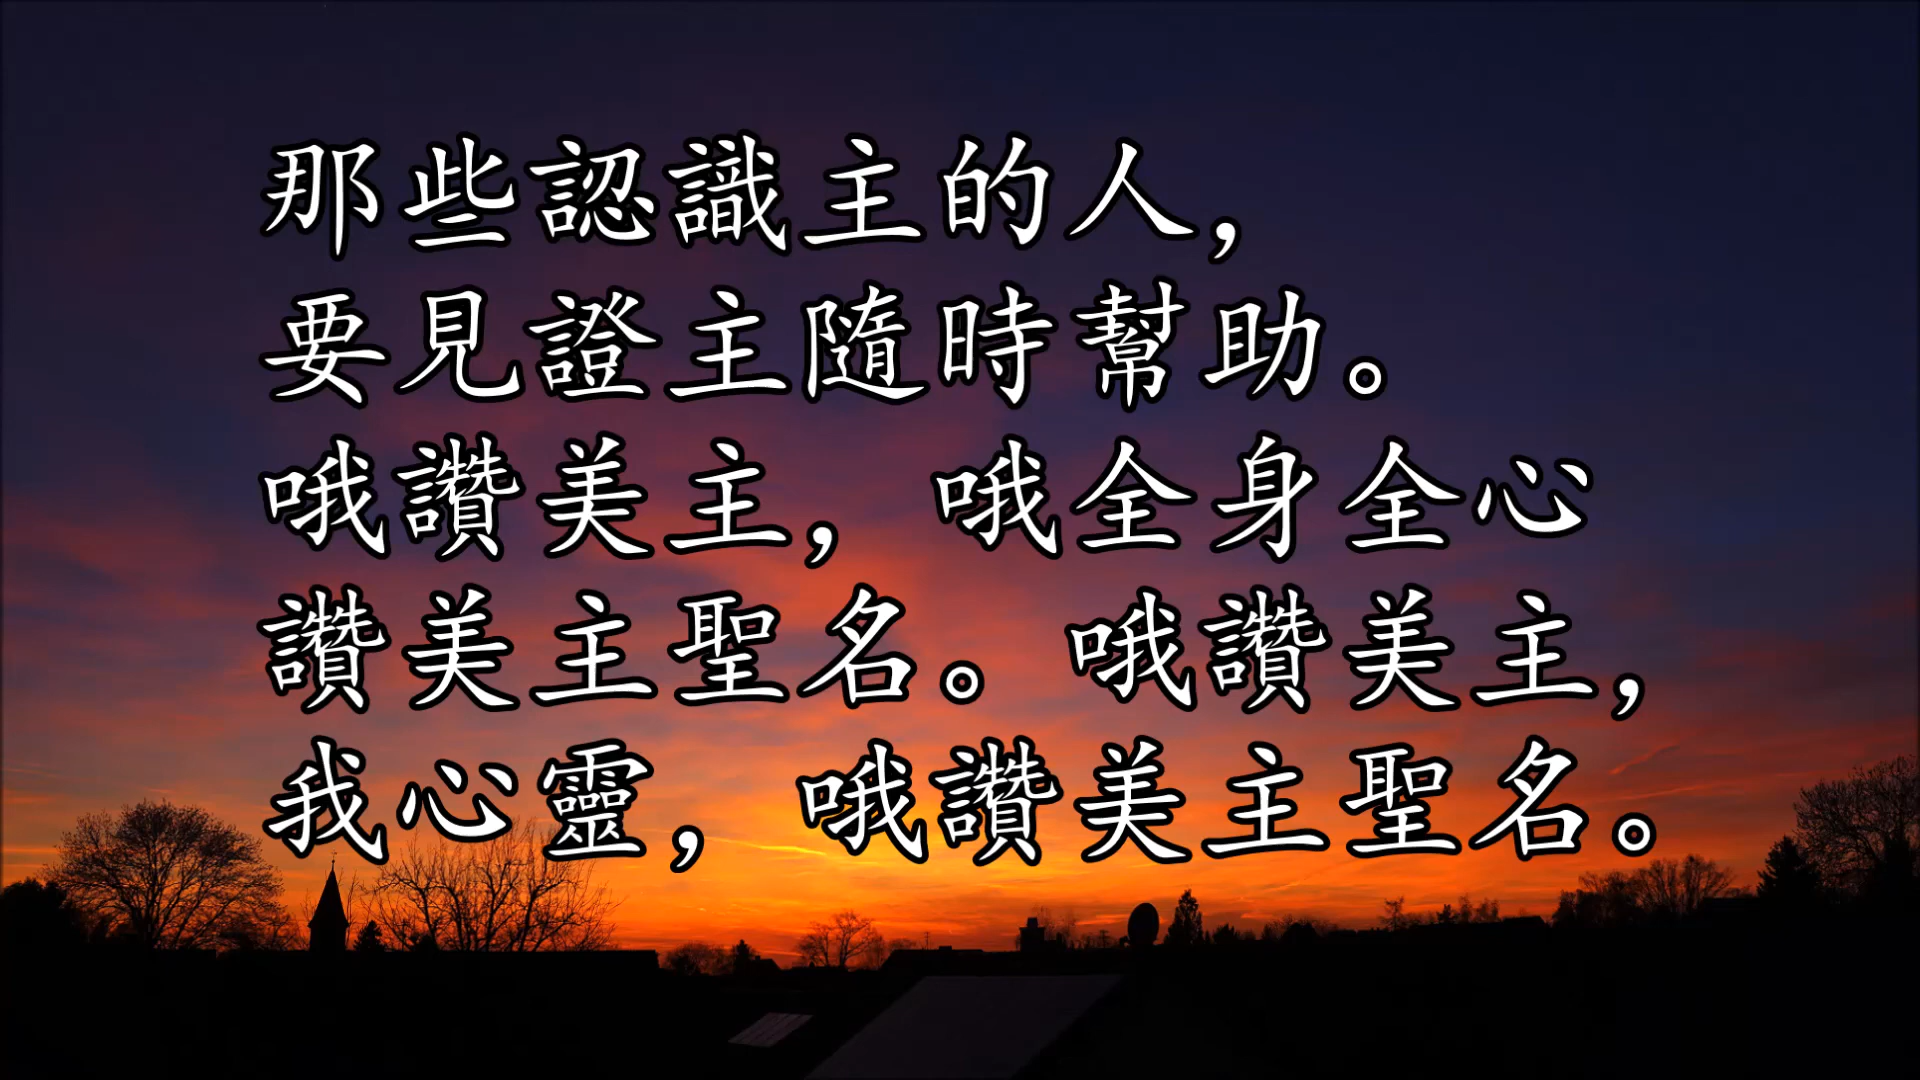 那些認識主的人，
要見證主隨時幫助。
哦讚美主，哦全身全心
讚美主聖名。哦讚美主，
我心靈，哦讚美主聖名。